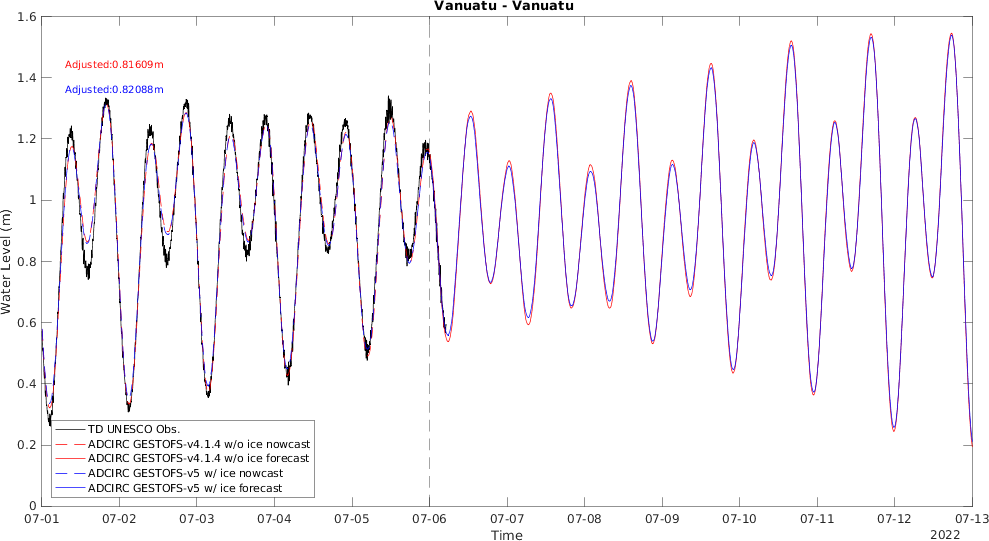 Vanuatu - Vanuatu
1.6
1.4
1.2
1
0.8
0.6
0.4
0.2
0
Water Level (m)
Adjusted:0.81609m
Adjusted:0.82088m
TD UNESCO Obs.
ADCIRC GESTOFS-v4.1.4 w/o ice nowcast
ADCIRC GESTOFS-v4.1.4 w/o ice forecast
ADCIRC GESTOFS-v5 w/ ice nowcast
ADCIRC GESTOFS-v5 w/ ice forecast
07-01 07-02 07-03 07-04 07-05 07-06 07-07 07-08 07-09 07-10 07-11 07-12 07-13
Time
2022